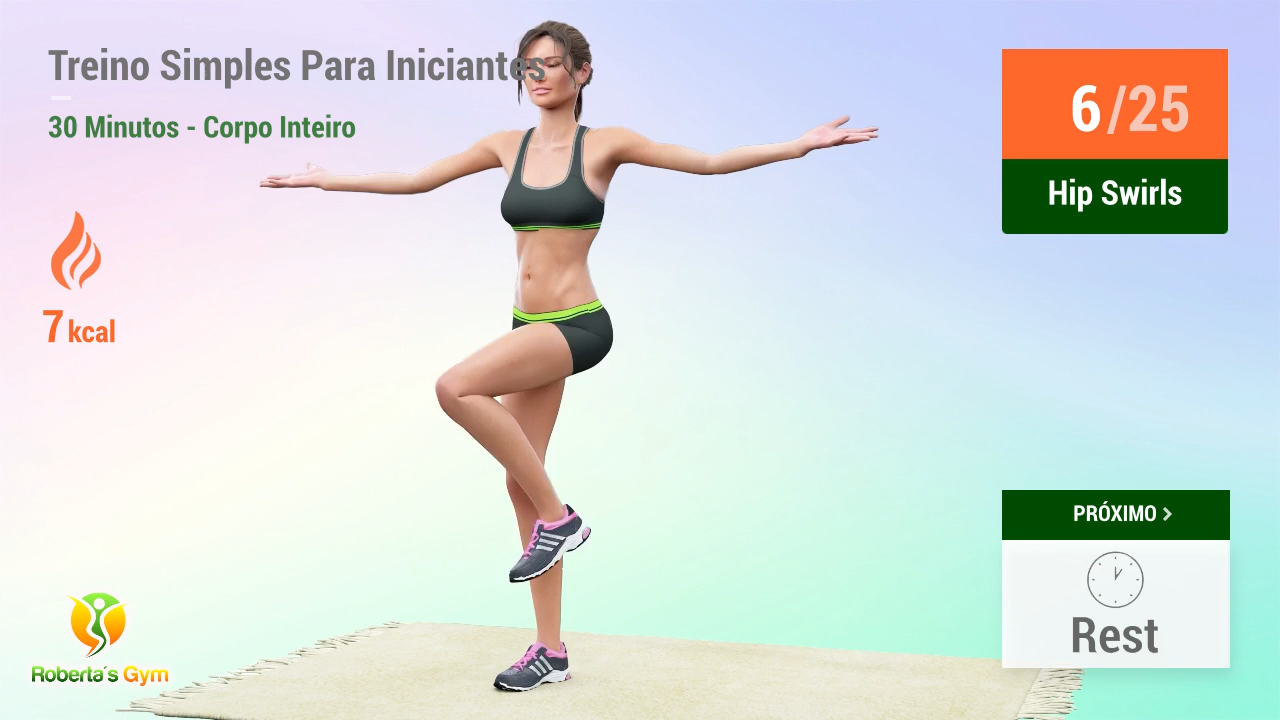 Treino Simples Para Iniciantes
30 Minutos - Corpo Inteiro
6/25
Hip Swirls
7 kcal
PRÓXIMO >
Rest
Roberta´s Gym